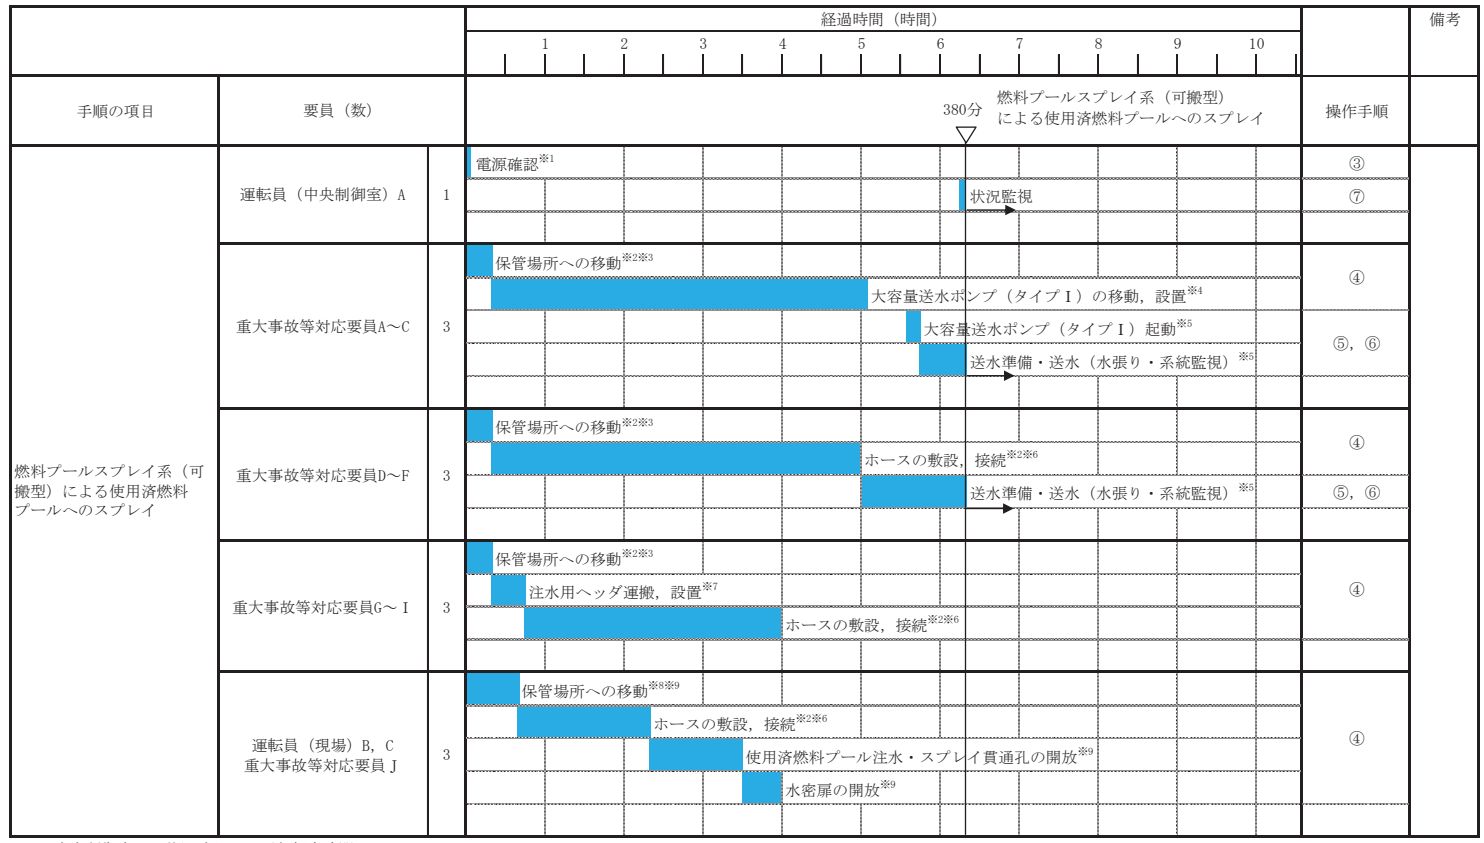 経過時間（時間）
備考
1 2 3 4 5 6 7 8 9 10
手順の項目
要員（数）
380分
燃料プールスプレイ系（可搬型）
による使用済燃料プールへのスプレイ
操作手順
燃料プールスプレイ系（可
搬型）による使用済燃料
プールへのスプレイ
運転員（中央制御室）A
1
電源確認※1
③
状況監視
⑦
重大事故等対応要員A～C
3
保管場所への移動※2※3
④
大容量送水ポンプ（タイプⅠ）の移動，設置※4
大容量送水ポンプ（タイプⅠ）起動※5
⑤，⑥
送水準備・送水（水張り・系統監視）※5
重大事故等対応要員D～F
3
保管場所への移動※2※3
④
ホースの敷設，接続※2※6
送水準備・送水（水張り・系統監視）※5
⑤，⑥
重大事故等対応要員G～Ｉ
3
保管場所への移動※2※3
注水用ヘッダ運搬，設置※7
④
ホースの敷設，接続※2※6
運転員（現場）B，C
重大事故等対応要員Ｊ
3
保管場所への移動※8※9
ホースの敷設，接続※2※6
④
使用済燃料プール注水・スプレイ貫通孔の開放※9
水密扉の開放※9